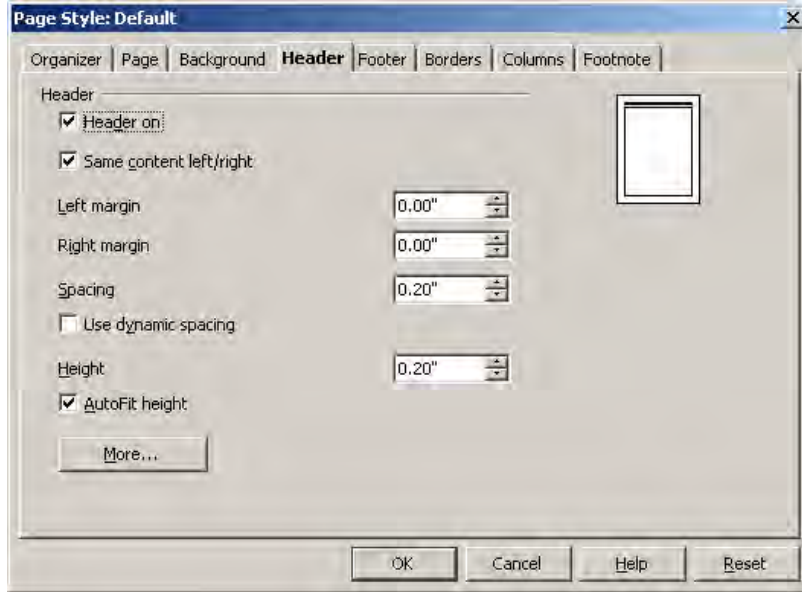 Page Style: Default
Organizer Page Background Header Footer Borders Columns Footnote
Header
Header on
Same content left/right
Left margin 0.00"
Right margin 0.00"
Spacing 0.20"
Use dynamic spacing
Height 0.20"
AutoFit height
More...
OK Cancel Help Reset